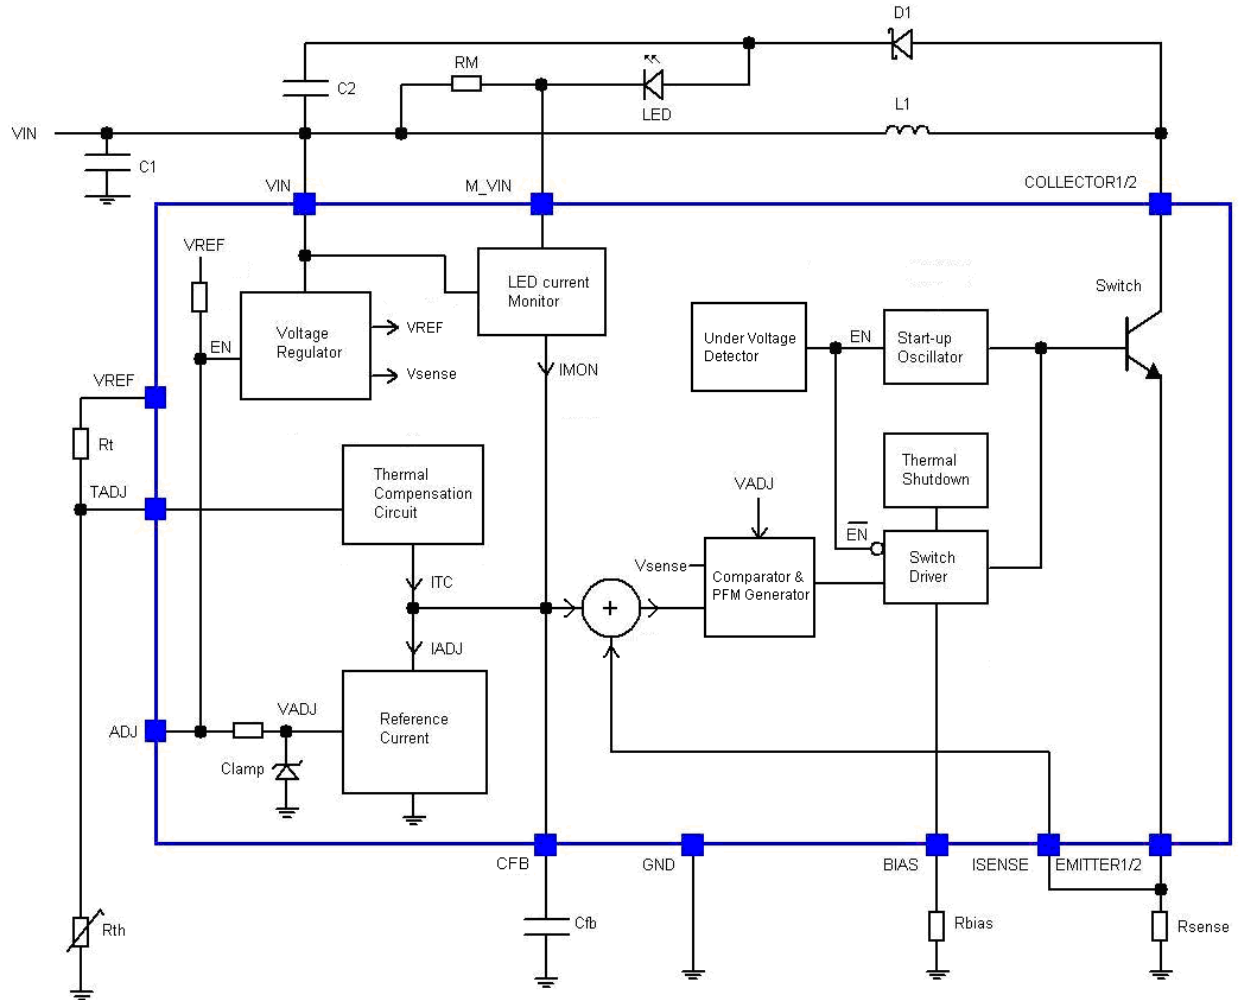 D1
RM
C2
LED
L1
VIN
C1
VIN
M_VIN
COLLECTOR1/2
VREF
LED current
Monitor
Switch
Voltage
Regulator
VREF
Vsense
EN
Under Voltage
Detector
EN
Start-up
Oscillator
IMON
VREF
Rt
Thermal
Compensation
Circuit
Thermal
Shutdown
TADJ
VADJ
EN
Vsense
Comparator &
PFM Generator
Switch
Driver
ITC
+
IADJ
VADJ
Reference
Current
ADJ
Clamp
CFB
GND
BIAS
ISENSE
EMITTER1/2
Rth
Cfb
Rbias
Rsense